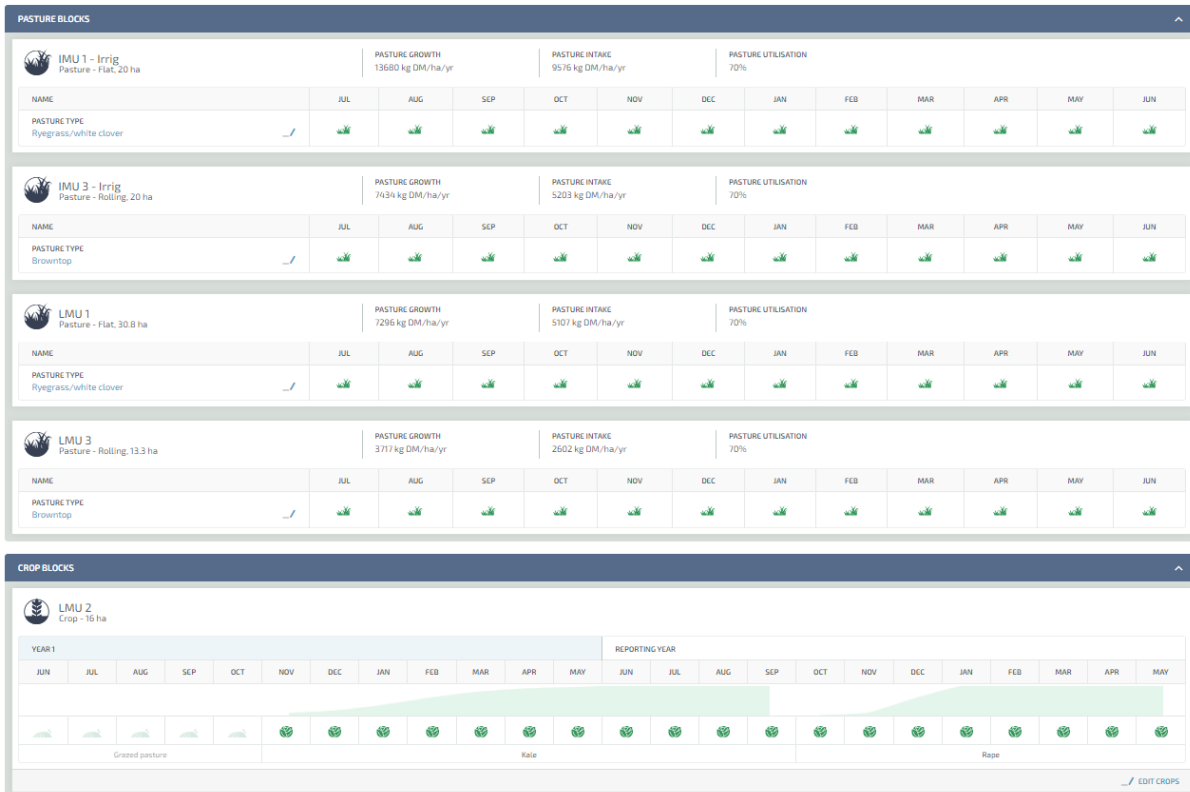 PASTURE BLOCKS
IMU 1 - Irrig
Pasture - Flat, 20 ha
PASTURE GROWTH
13680 kg DM/ha/yr
PASTURE INTAKE
9576 kg DM/ha/yr
PASTURE UTILISATION
70%
NAME JUL AUG SEP OCT NOV DEC JAN FEB MAR APR MAY JUN
PASTURE TYPE
Ryegrass/white clover
IMU 3 - Irrig
Pasture - Rolling, 20 ha
PASTURE GROWTH
7434 kg DM/ha/yr
PASTURE INTAKE
5203 kg DM/ha/yr
PASTURE UTILISATION
70%
NAME JUL AUG SEP OCT NOV DEC JAN FEB MAR APR MAY JUN
PASTURE TYPE
Browntop
LMU 1
Pasture - Flat, 30.8 ha
PASTURE GROWTH
7296 kg DM/ha/yr
PASTURE INTAKE
5107 kg DM/ha/yr
PASTURE UTILISATION
70%
NAME JUL AUG SEP OCT NOV DEC JAN FEB MAR APR MAY JUN
PASTURE TYPE
Ryegrass/white clover
LMU 3
Pasture - Rolling, 13.3 ha
PASTURE GROWTH
3717 kg DM/ha/yr
PASTURE INTAKE
2602 kg DM/ha/yr
PASTURE UTILISATION
70%
NAME JUL AUG SEP OCT NOV DEC JAN FEB MAR APR MAY JUN
PASTURE TYPE
Browntop
CROP BLOCKS
LMU 2
Crop - 16 ha
YEAR 1 REPORTING YEAR
JUN JUL AUG SEP OCT NOV DEC JAN FEB MAR APR MAY JUN JUL AUG SEP OCT NOV DEC JAN FEB MAR APR MAY
Grazed pasture Kale Rape
EDIT CROPS